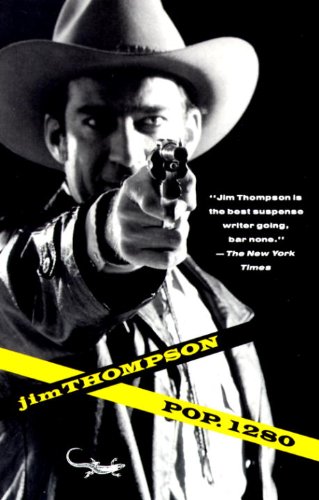 "Jim Thompson is
the best suspense
writer going,
bar none."
— The New York
Times
jim THOMPSON
POP. 1280